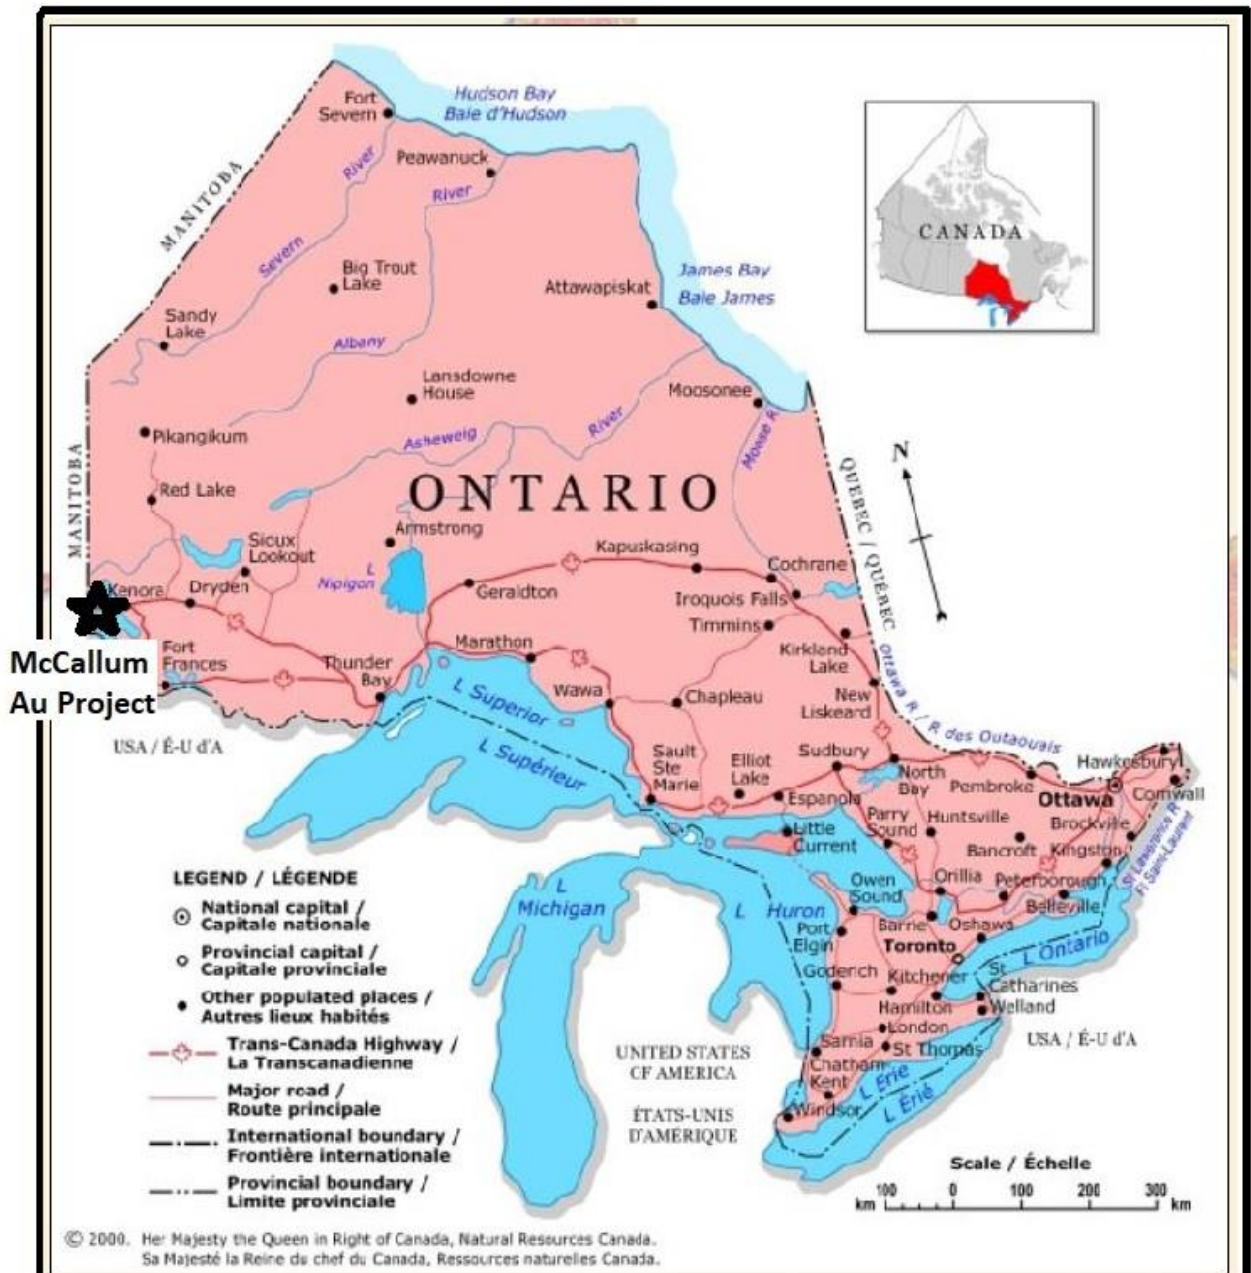 Hudson Bay
Baie d'Hudson
Fort
Severn
Peawanuck
River
River
MANITOBA
Severn
Big Trout
Lake
Attawapiskat
James Bay
Baie James
CANADA
Sandy
Lake
Albany
Lansdowne
House
Moosonee
Pikangikum
Asheweig
River
Moose R
MANITOBA
Red Lake
ONTARIO
QUEBEC / QUÉBEC
N
Sioux
Lookout
Armstrong
L
Nipigon
Kapuskasing
Cochrane
Kenora
Dryden
Geraldton
Iroquois Falls
Timmins
McCallum
Au Project
Fort
Frances
Thunder
Bay
Marathon
Kirkland
Lake
Ottawa R / R des Outaouais
L Superior
L Supérieur
Wawa
Chapleau
New
Liskeard
USA / É-U d'A
Sault
Ste
Marie
Elliot
Lake
Sudbury
North
Bay
Pembroke
Hawkesbury
Ottawa
Cornwall
Espanola
Little
Current
Parry
Sound
Huntsville
Brockville
Bancroft
Kingston
St Lawrence R
Fl Saint-Laurent
Owen
Sound
Orillia
Peterborough
Belleville
L
Michigan
L Huron
Port
Elgin
Barrie
Oshawa
Toronto
L Ontario
Goderich
Kitchener
St
Catharines
Hamilton
Welland
London
Sarnia
St Thomas
USA / É-U d'A
Chatham
Kent
L Erie
L Érié
Windsor
UNITED STATES
OF AMERICA
ÉTATS-UNIS
D'AMÉRIQUE
LEGEND / LÉGENDE
National capital /
Capitale nationale
Provincial capital /
Capitale provinciale
Other populated places /
Autres lieux habités
Trans-Canada Highway /
La Transcanadienne
Major road /
Route principale
International boundary /
Frontière internationale
Provincial boundary /
Limite provinciale
Scale / Échelle
km 100 0 100 200 300 km
© 2000. Her Majesty the Queen in Right of Canada, Natural Resources Canada.
Sa Majesté la Reine du chef du Canada, Ressources naturelles Canada.